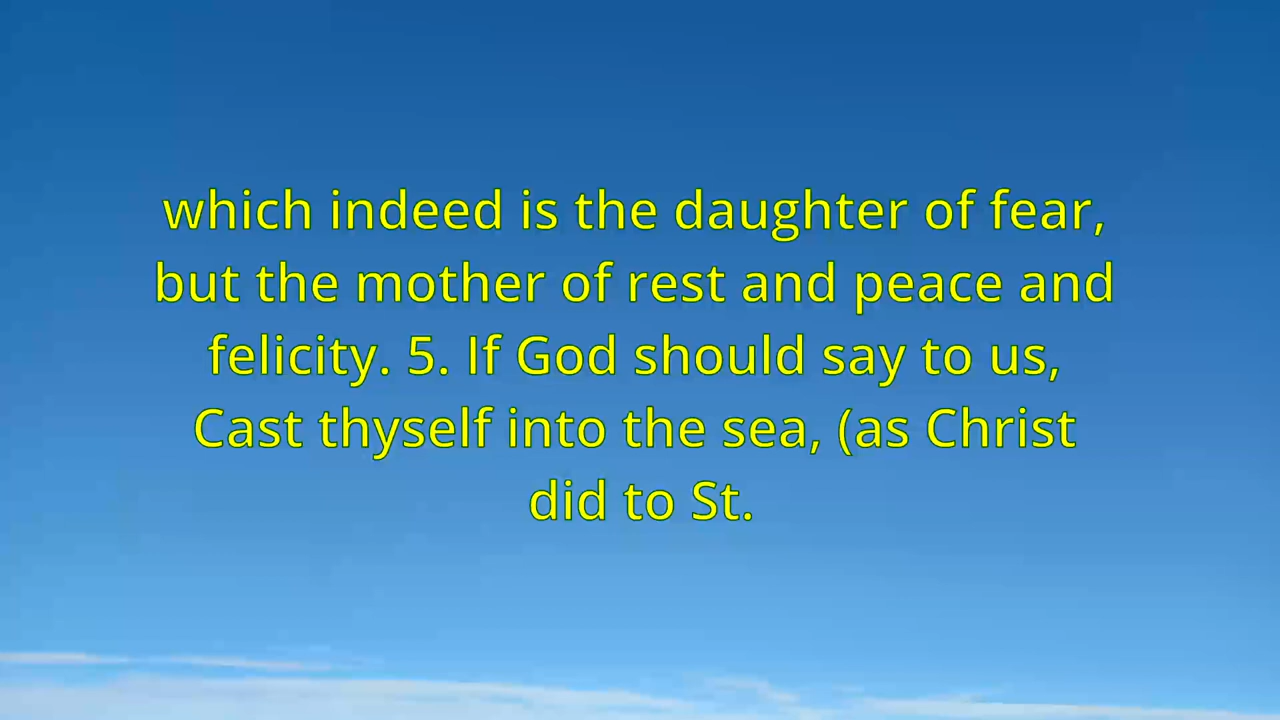 which indeed is the daughter of fear,
but the mother of rest and peace and
felicity. 5. If God should say to us,
Cast thyself into the sea, (as Christ
did to St.